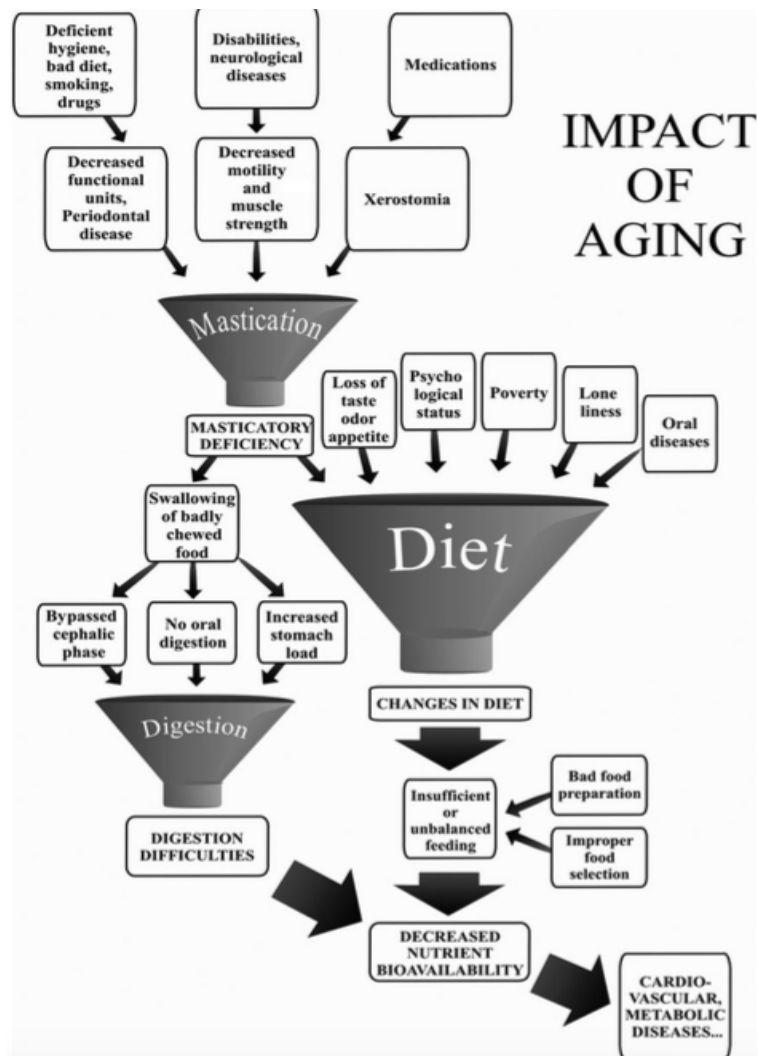 Deficient
hygiene,
bad diet,
smoking,
drugs
Disabilities,
neurological
diseases
Medications
IMPACT
OF
AGING
Decreased
functional
units,
Periodontal
disease
Decreased
motility
and
muscle
strength
Xerostomia
Mastication
MASTICATORY
DEFICIENCY
Loss of
taste
odor
appetite
Psycho
logical
status
Poverty
Lone
liness
Oral
diseases
Swallowing
of badly
chewed
food
Diet
Bypassed
cephalic
phase
No oral
digestion
Increased
stomach
load
Digestion
CHANGES IN DIET
DIGESTION
DIFFICULTIES
Insufficient
or
unbalanced
feeding
Bad food
preparation
Improper
food
selection
DECREASED
NUTRIENT
BIOAVAILABILITY
CARDIO-
VASCULAR,
METABOLIC
DISEASES...